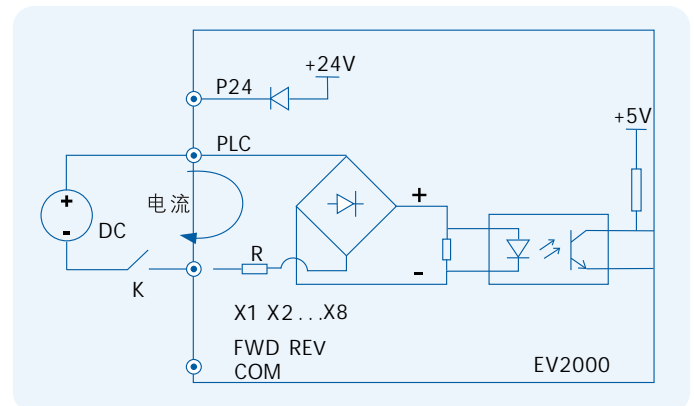 +24V
P24
+5V
PLC
电流
+
+
-
DC
-
R
K
X1 X2...X8
FWD REV
COM
EV2000